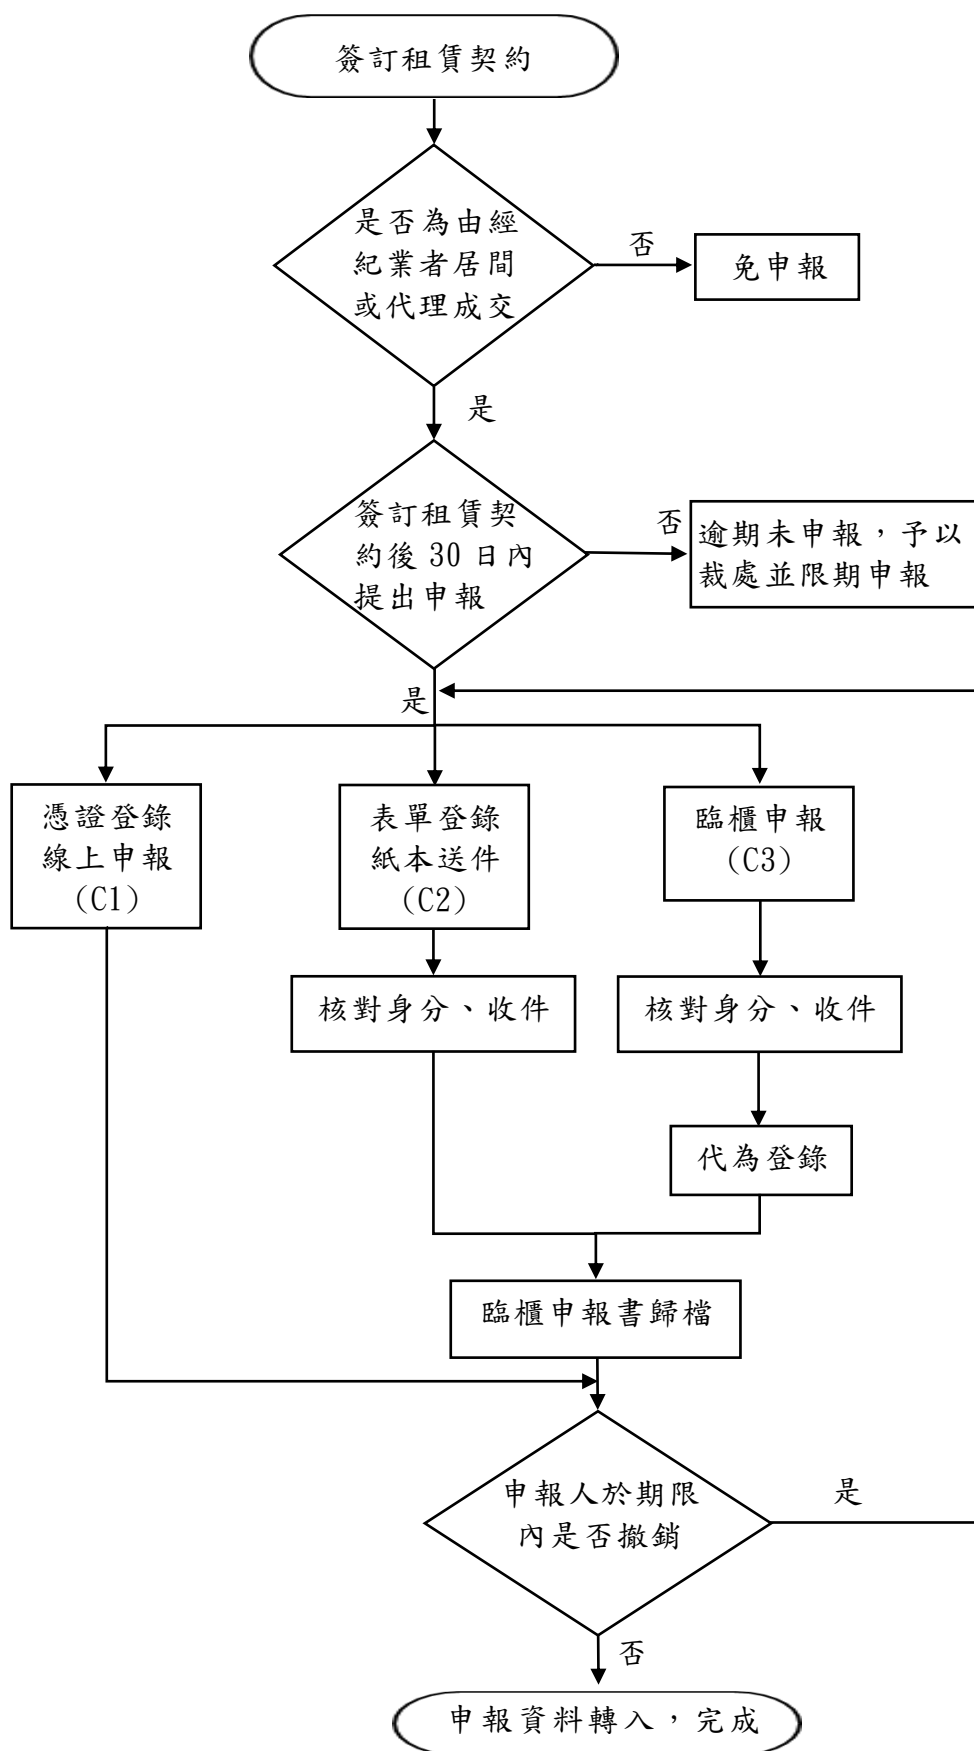 簽訂租賃契約
是否為由經
紀業者居間
或代理成交
否
免申報
是
簽訂租賃契
約後 30 日內
提出申報
否
逾期未申報，予以
裁處並限期申報
是
憑證登錄
線上申報
(C1)
表單登錄
紙本送件
(C2)
臨櫃申報
(C3)
核對身分、收件
核對身分、收件
代為登錄
臨櫃申報書歸檔
申報人於期限
內是否撤銷
是
否
申報資料轉入，完成